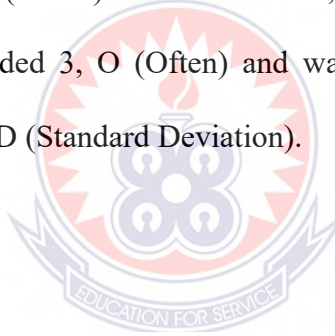 ded 3, O (Often) and wa
D (Standard Deviation).
EDUCATION FOR SERVICE